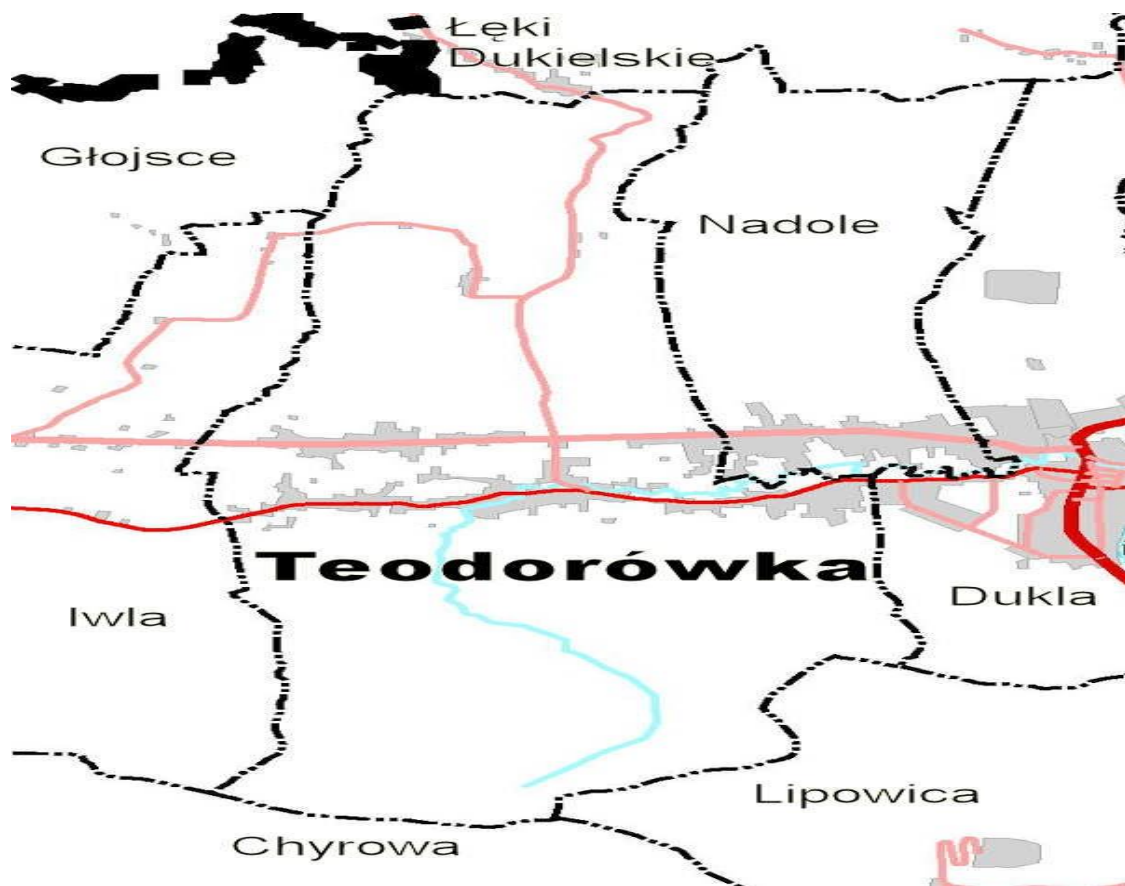 Łęki
Dukielskie
Głojsce
Nadole
Teodorówka
Iwla
Dukla
Lipowica
Chyrowa